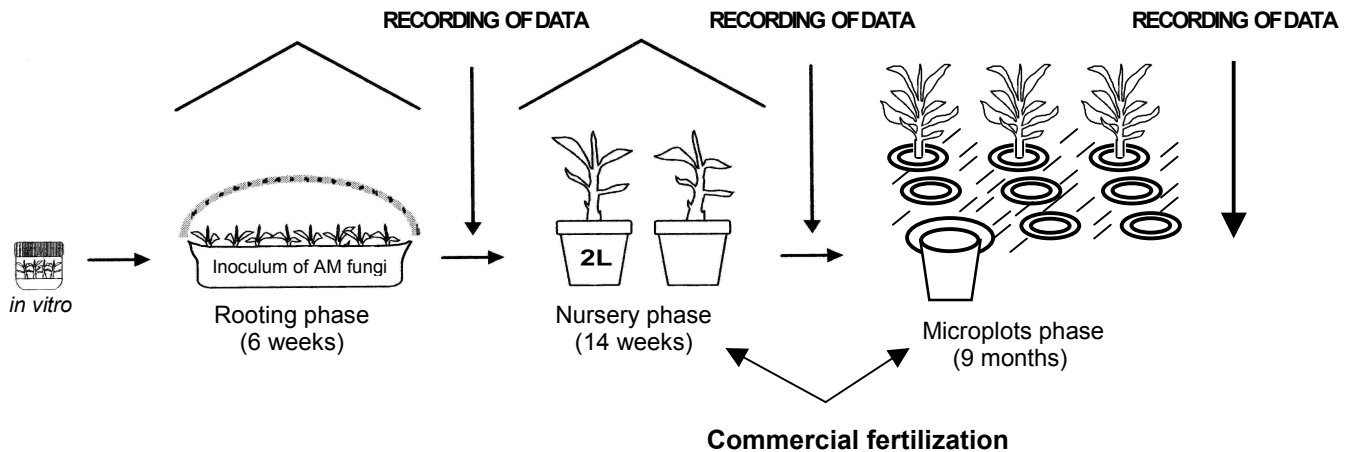 RECORDING OF DATA
RECORDING OF DATA
RECORDING OF DATA
in vitro
Inoculum of AM fungi
2L
Rooting phase
(6 weeks)
Nursery phase
(14 weeks)
Microplots phase
(9 months)
Commercial fertilization